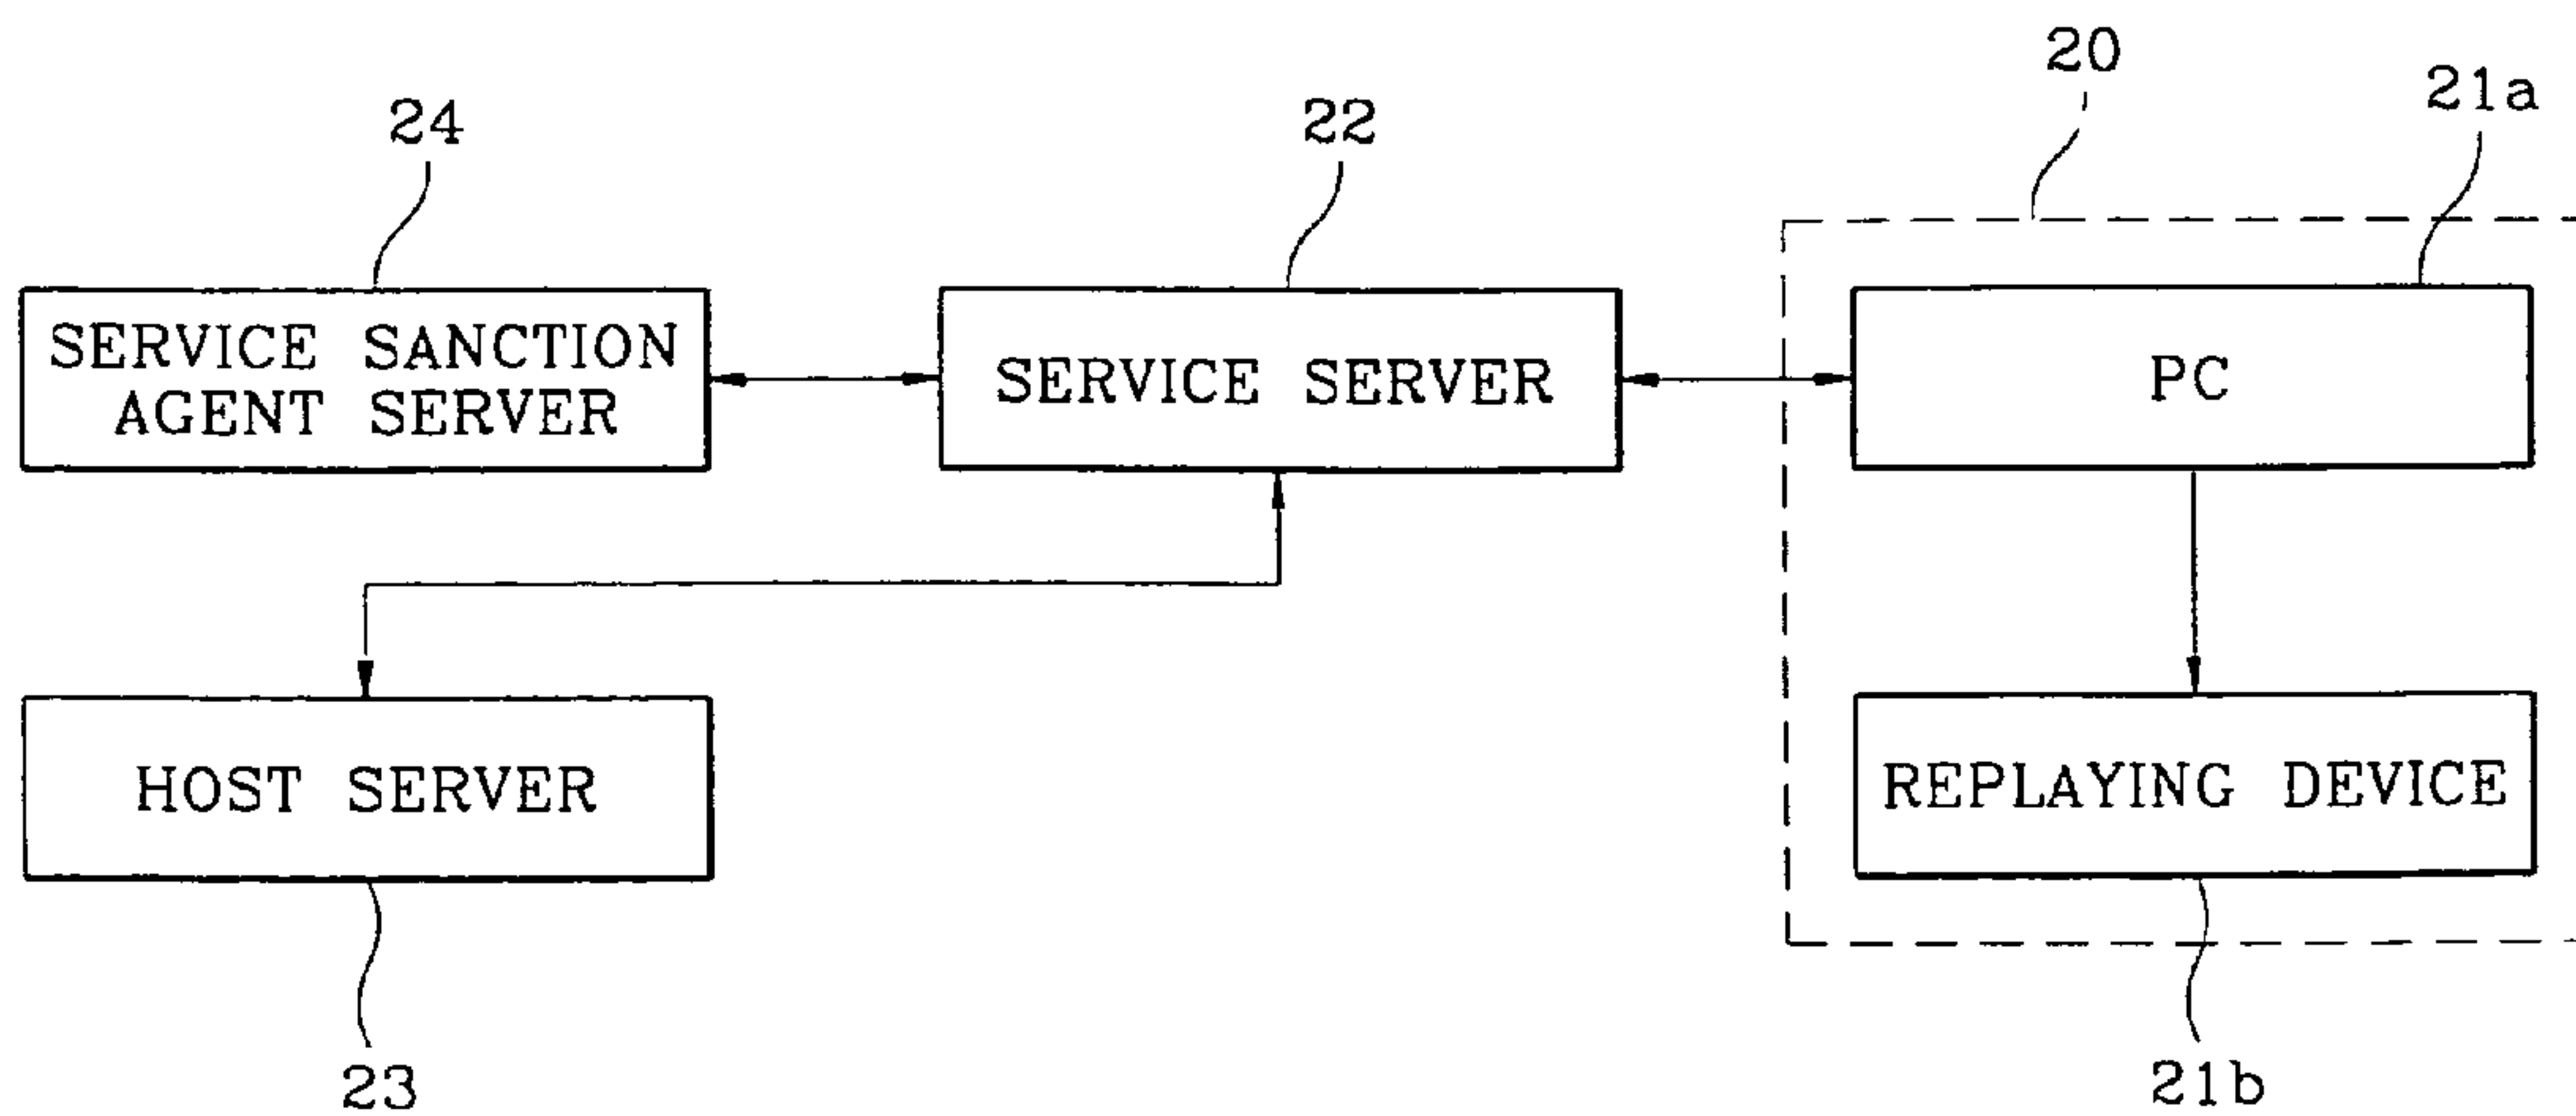 20
21a
24
22
SERVICE SANCTION
AGENT SERVER
SERVICE SERVER
PC
HOST SERVER
REPLAYING DEVICE
23
21b